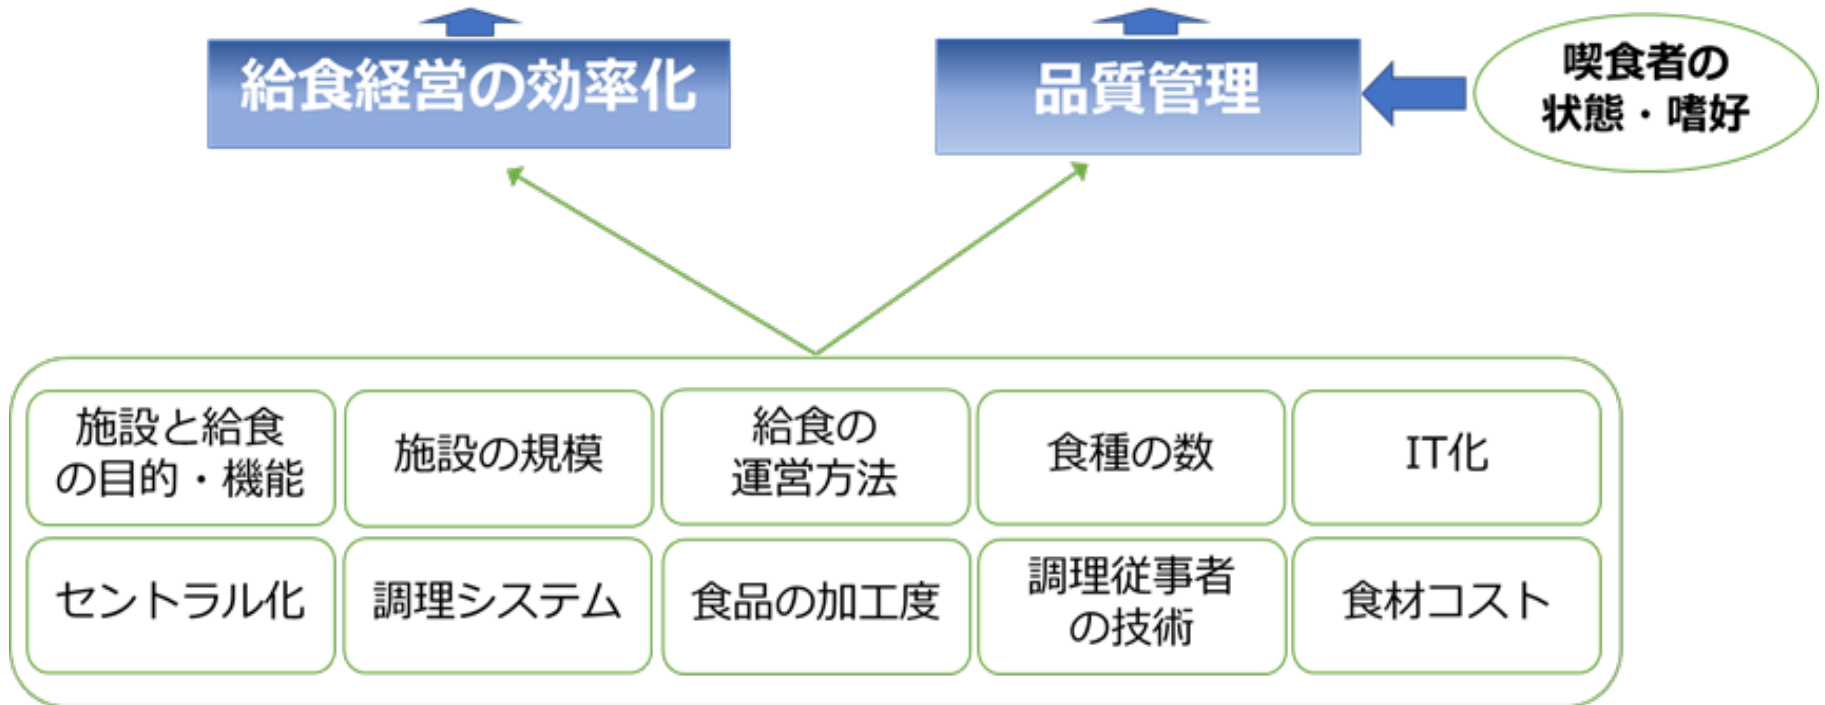 給食経営の効率化
品質管理
喫食者の
状態・嗜好
施設と給食
の目的・機能
施設の規模
給食の
運営方法
食種の数
IT化
セントラル化
調理システム
食品の加工度
調理従事者
の技術
食材コスト